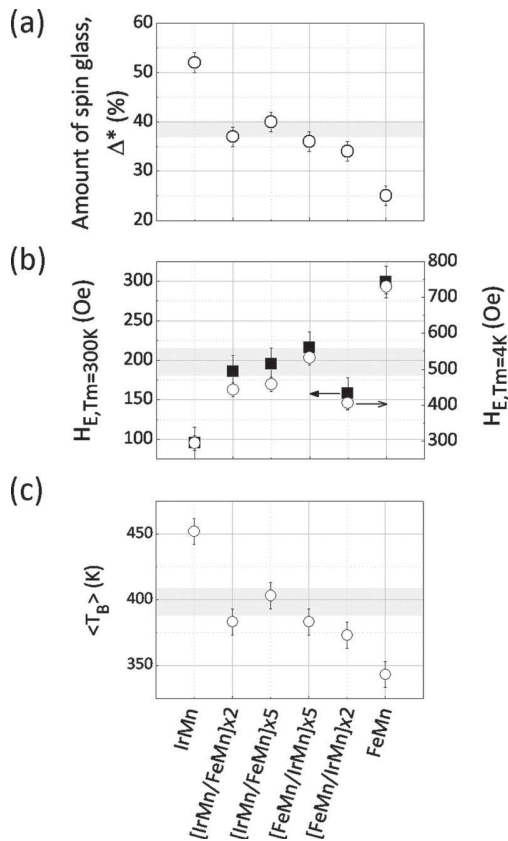 (a)
Amount of spin glass,
Δ* (%)
60
50
40
30
20
(b)
H_E,Tm=300K (Oe)
300
250
200
150
100
800
700
600
500
400
300
H_E,Tm=4K (Oe)
(c)
<T_B> (K)
450
400
350
IrMn
[IrMn/FeMn]x2
[IrMn/FeMn]x5
[FeMn/IrMn]x5
[FeMn/IrMn]x2
FeMn